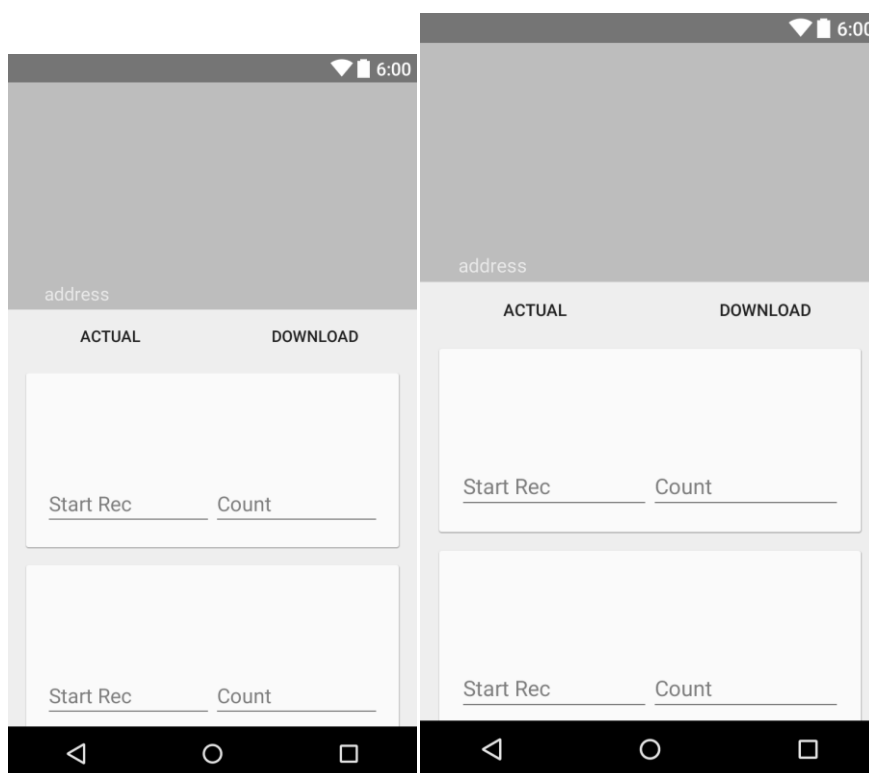 6:00
address
ACTUAL DOWNLOAD
Start Rec Count
Start Rec Count
6:00
address
ACTUAL DOWNLOAD
Start Rec Count
Start Rec Count